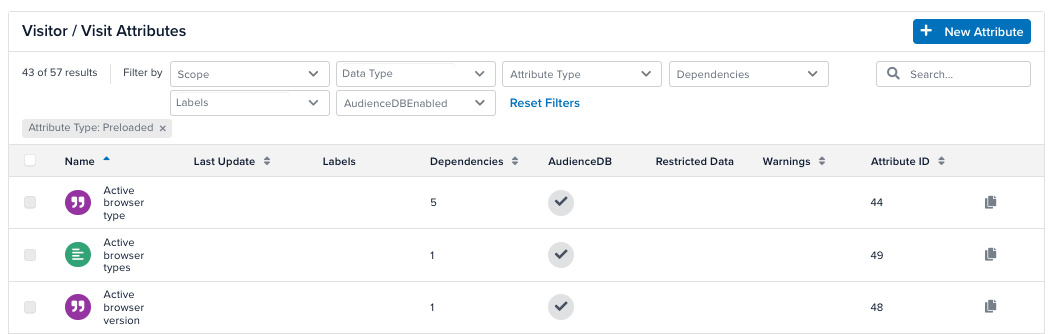 Visitor / Visit Attributes
+ New Attribute
43 of 57 results Filter by Scope Data Type Attribute Type Dependencies Search...
Labels AudienceDBEnabled Reset Filters
Attribute Type: Preloaded ×
Name Last Update Labels Dependencies AudienceDB Restricted Data Warnings Attribute ID
Active
browser
type
5 44
Active
browser
types
1 49
Active
browser
version
1 48